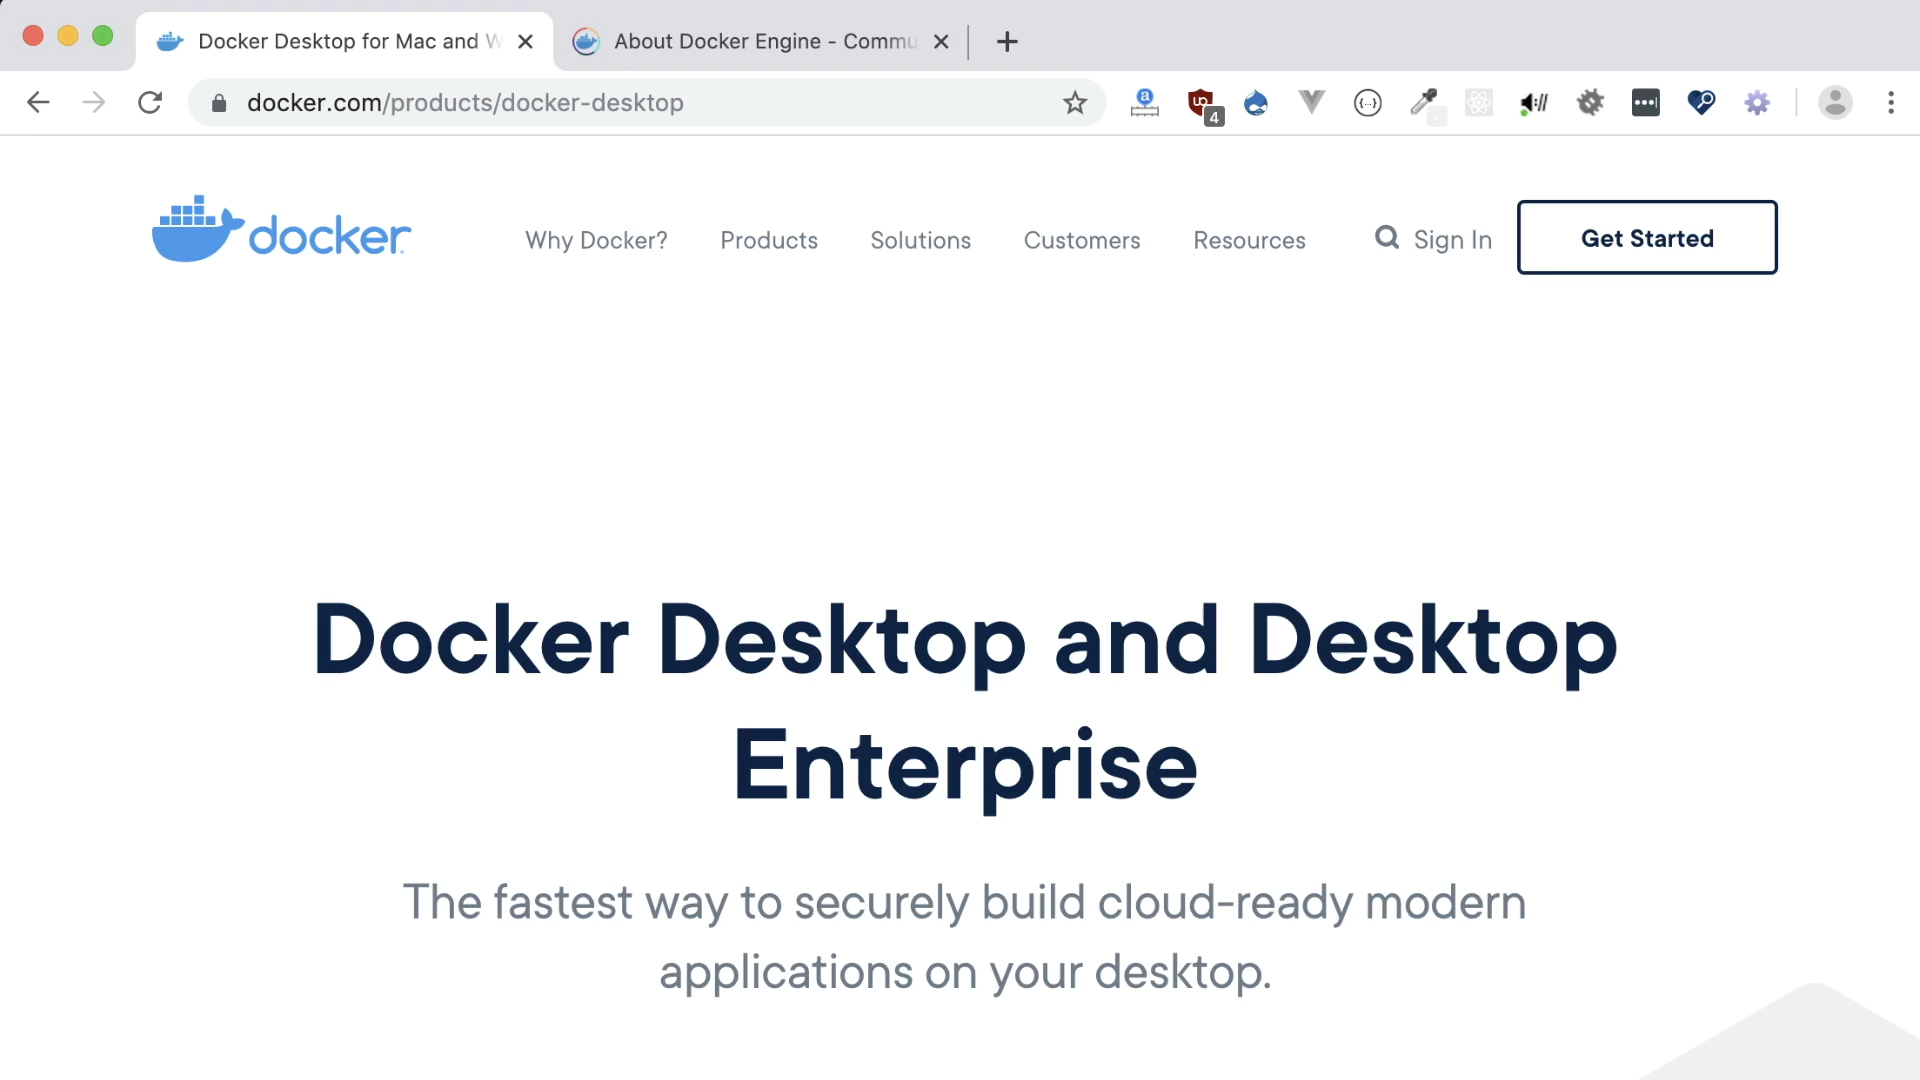 Docker Desktop for Mac and W
About Docker Engine - Commu
docker.com/products/docker-desktop
4
docker
Why Docker?
Products
Solutions
Customers
Resources
Sign In
Get Started
Docker Desktop and Desktop
Enterprise
The fastest way to securely build cloud-ready modern
applications on your desktop.